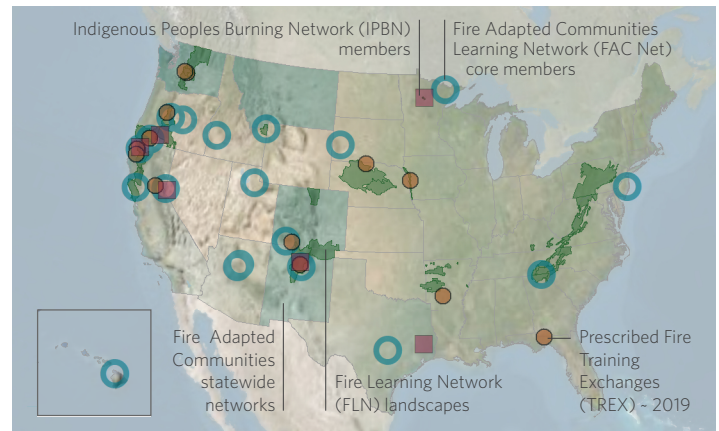 Indigenous Peoples Burning Network (IPBN)
members
Fire Adapted Communities
Learning Network (FAC Net)
core members
Fire Adapted
Communities
statewide
networks
Fire Learning Network
(FLN) landscapes
Prescribed Fire
Training
Exchanges
(TREX) - 2019